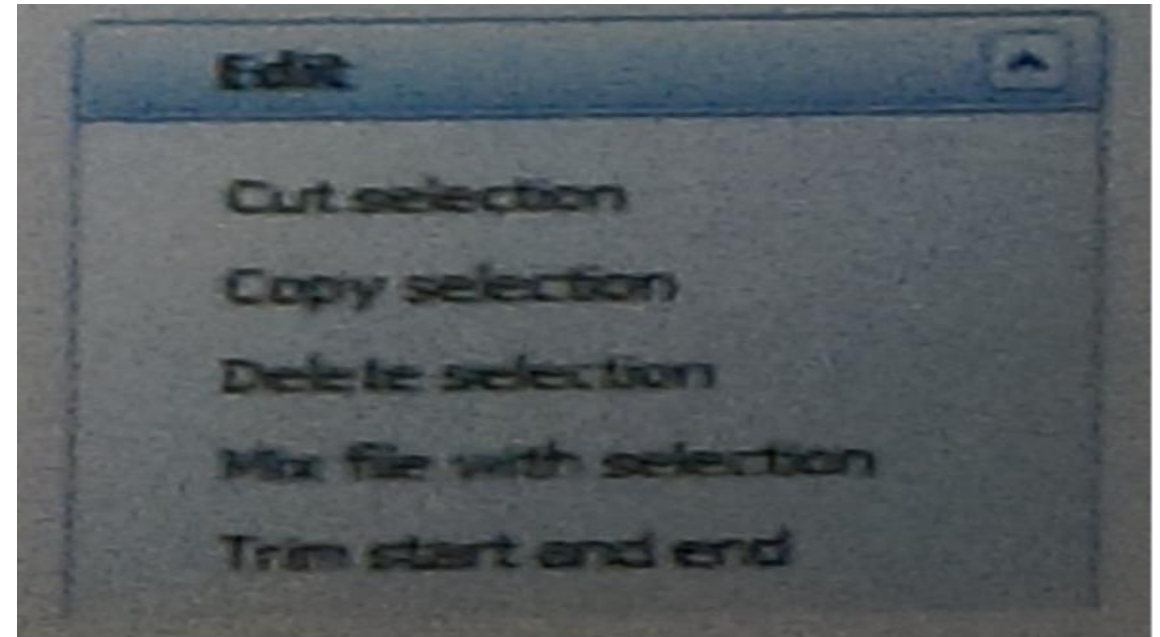 Edit
Cut selection
Copy selection
Delete selection
Mix file with selection
Trim start and end